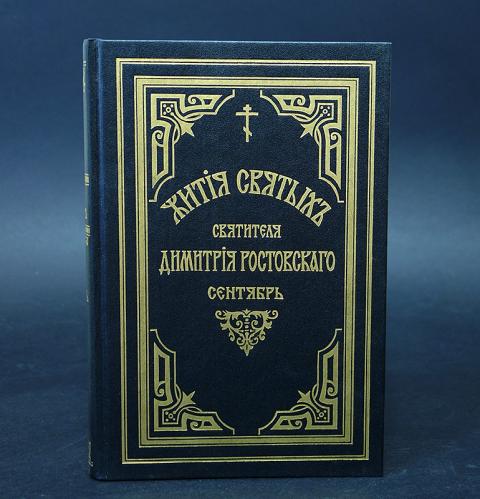 ЖИТІЯ СВЯТЫХЪ
СВЯТИТЕЛЯ
ДИМИТРІЯ РОСТОВСКАГО
СЕНТЯБРЬ